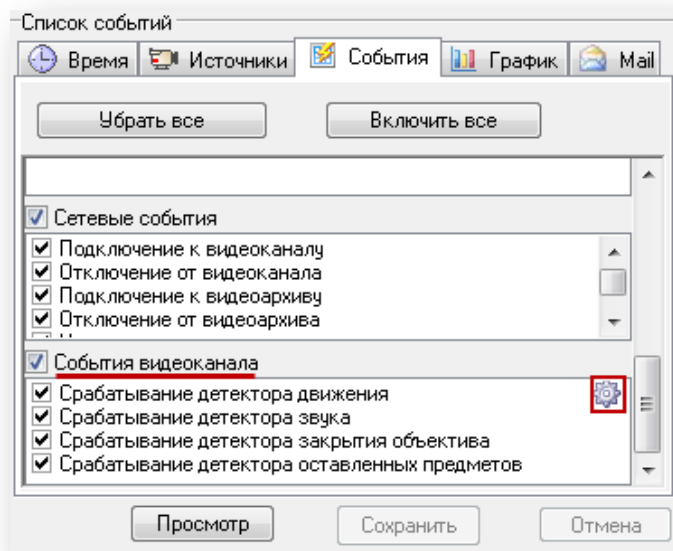 Список событий
Время Источники События График Mail
Убрать все Включить все
Сетевые события
Подключение к видеоканалу
Отключение от видеоканала
Подключение к видеоархиву
Отключение от видеоархива
События видеоканала
Срабатывание детектора движения
Срабатывание детектора звука
Срабатывание детектора закрытия объектива
Срабатывание детектора оставленных предметов
Просмотр Сохранить Отмена